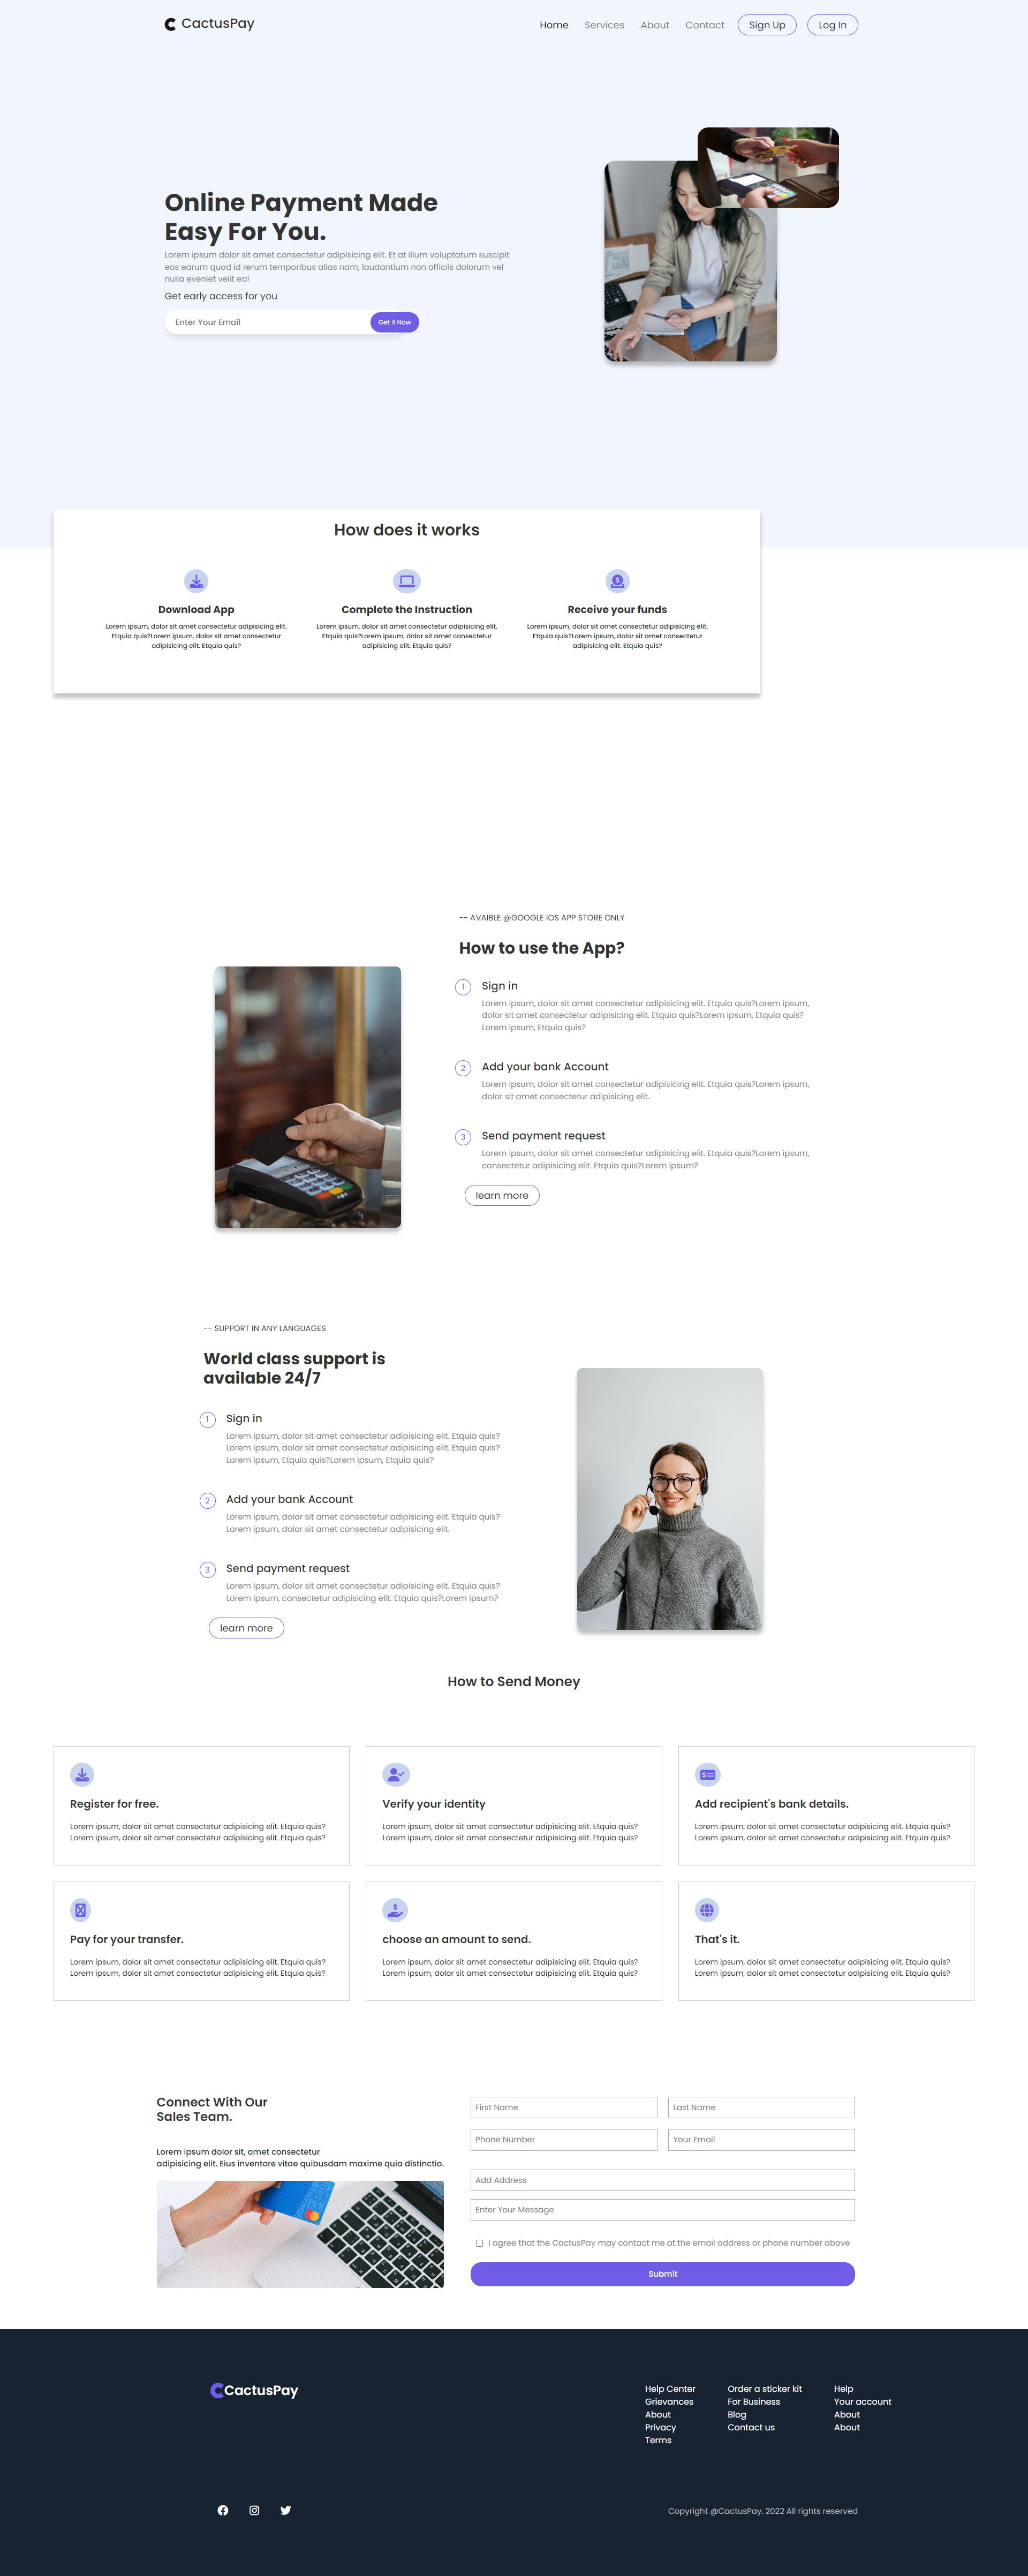 CactusPay
Home Services About Contact Sign Up Log In
Online Payment Made
Easy For You.
Lorem ipsum dolor sit amet consectetur adipisicing elit. Et at illum voluptatum suscipit
eos earum quod id rerum temporibus alias nam, laudantium non officiis dolorum vel
nulla eveniet velit ea!
Get early access for you
Enter Your Email
Get it Now
How does it works
Download App
Lorem ipsum, dolor sit amet consectetur adipisicing elit.
Etquia quis?Lorem ipsum, dolor sit amet consectetur
adipisicing elit. Etquia quis?
Complete the Instruction
Lorem ipsum, dolor sit amet consectetur adipisicing elit.
Etquia quis?Lorem ipsum, dolor sit amet consectetur
adipisicing elit. Etquia quis?
Receive your funds
Lorem ipsum, dolor sit amet consectetur adipisicing elit.
Etquia quis?Lorem ipsum, dolor sit amet consectetur
adipisicing elit. Etquia quis?
-- AVAIBLE @GOOGLE IOS APP STORE ONLY
How to use the App?
1
Sign in
Lorem ipsum, dolor sit amet consectetur adipisicing elit. Etquia quis?Lorem ipsum,
dolor sit amet consectetur adipisicing elit. Etquia quis?Lorem ipsum, Etquia quis?
Lorem ipsum, Etquia quis?
2
Add your bank Account
Lorem ipsum, dolor sit amet consectetur adipisicing elit. Etquia quis?Lorem ipsum,
dolor sit amet consectetur adipisicing elit.
3
Send payment request
Lorem ipsum, dolor sit amet consectetur adipisicing elit. Etquia quis?Lorem ipsum,
consectetur adipisicing elit. Etquia quis?Lorem ipsum?
learn more
-- SUPPORT IN ANY LANGUAGES
World class support is
available 24/7
1
Sign in
Lorem ipsum, dolor sit amet consectetur adipisicing elit. Etquia quis?
Lorem ipsum, dolor sit amet consectetur adipisicing elit. Etquia quis?
Lorem ipsum, Etquia quis?Lorem ipsum, Etquia quis?
2
Add your bank Account
Lorem ipsum, dolor sit amet consectetur adipisicing elit. Etquia quis?
Lorem ipsum, dolor sit amet consectetur adipisicing elit.
3
Send payment request
Lorem ipsum, dolor sit amet consectetur adipisicing elit. Etquia quis?
Lorem ipsum, consectetur adipisicing elit. Etquia quis?Lorem ipsum?
learn more
How to Send Money
Register for free.
Lorem ipsum, dolor sit amet consectetur adipisicing elit. Etquia quis?
Lorem ipsum, dolor sit amet consectetur adipisicing elit. Etquia quis?
Verify your identity
Lorem ipsum, dolor sit amet consectetur adipisicing elit. Etquia quis?
Lorem ipsum, dolor sit amet consectetur adipisicing elit. Etquia quis?
Add recipient's bank details.
Lorem ipsum, dolor sit amet consectetur adipisicing elit. Etquia quis?
Lorem ipsum, dolor sit amet consectetur adipisicing elit. Etquia quis?
Pay for your transfer.
Lorem ipsum, dolor sit amet consectetur adipisicing elit. Etquia quis?
Lorem ipsum, dolor sit amet consectetur adipisicing elit. Etquia quis?
choose an amount to send.
Lorem ipsum, dolor sit amet consectetur adipisicing elit. Etquia quis?
Lorem ipsum, dolor sit amet consectetur adipisicing elit. Etquia quis?
That's it.
Lorem ipsum, dolor sit amet consectetur adipisicing elit. Etquia quis?
Lorem ipsum, dolor sit amet consectetur adipisicing elit. Etquia quis?
Connect With Our
Sales Team.
Lorem ipsum dolor sit, amet consectetur
adipisicing elit. Eius inventore vitae quibusdam maxime quia distinctio.
First Name
Last Name
Phone Number
Your Email
Add Address
Enter Your Message
I agree that the CactusPay may contact me at the email address or phone number above
Submit
CactusPay
Help Center
Grievances
About
Privacy
Terms
Order a sticker kit
For Business
Blog
Contact us
Help
Your account
About
About
Copyright @CactusPay. 2022 All rights reserved